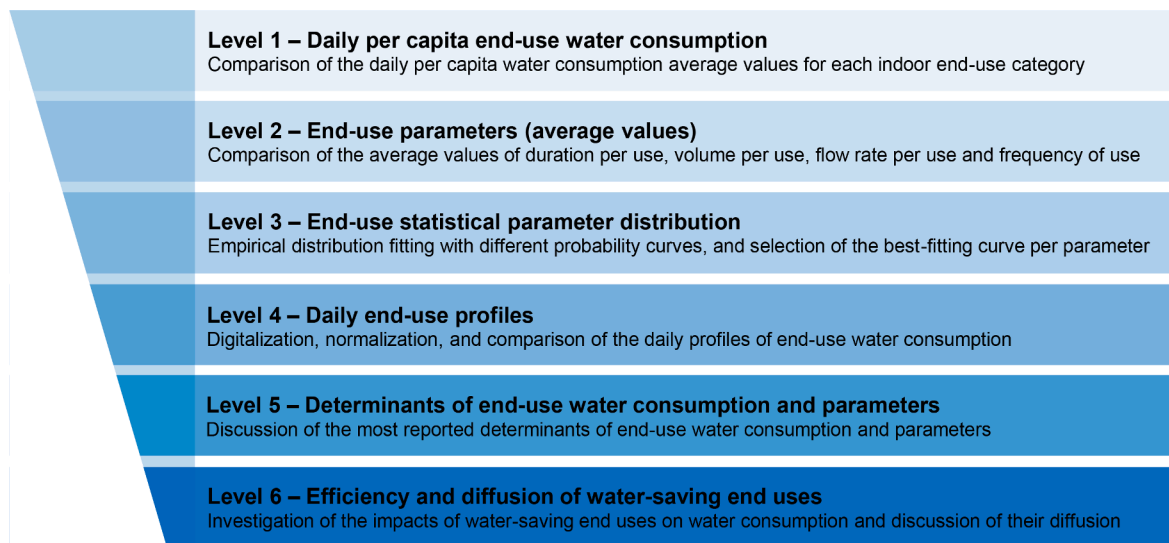 Level 1 – Daily per capita end-use water consumption
Comparison of the daily per capita water consumption average values for each indoor end-use category
Level 2 – End-use parameters (average values)
Comparison of the average values of duration per use, volume per use, flow rate per use and frequency of use
Level 3 – End-use statistical parameter distribution
Empirical distribution fitting with different probability curves, and selection of the best-fitting curve per parameter
Level 4 – Daily end-use profiles
Digitalization, normalization, and comparison of the daily profiles of end-use water consumption
Level 5 – Determinants of end-use water consumption and parameters
Discussion of the most reported determinants of end-use water consumption and parameters
Level 6 – Efficiency and diffusion of water-saving end uses
Investigation of the impacts of water-saving end uses on water consumption and discussion of their diffusion